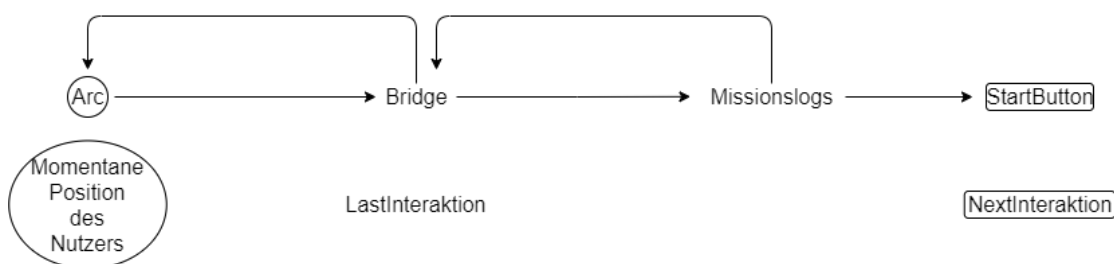 Arc
Bridge
Missionslogs
StartButton
Momentane
Position
des
Nutzers
LastInteraktion
NextInteraktion